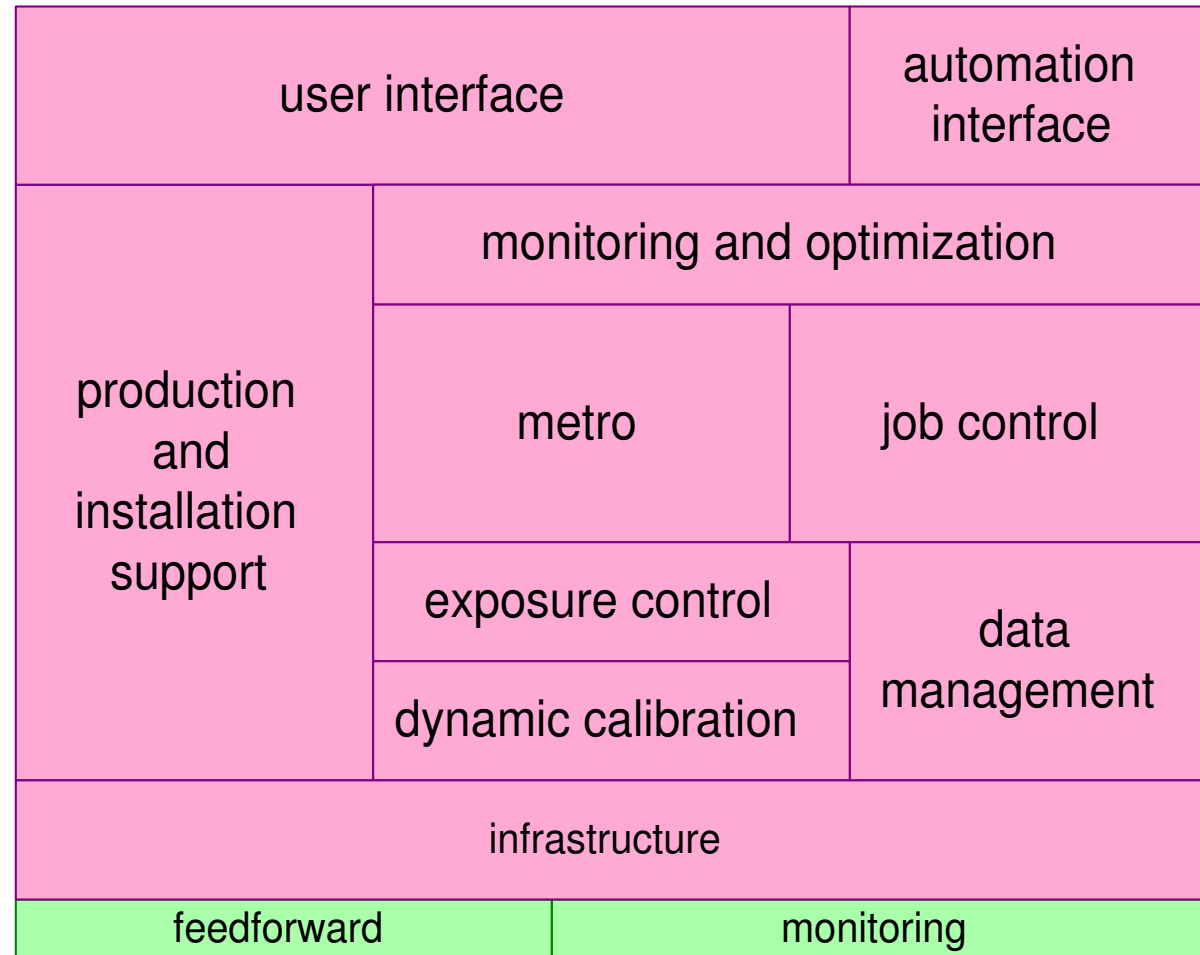 user interface
automation
interface
monitoring and optimization
production
and
installation
support
metro
job control
exposure control
data
management
dynamic calibration
infrastructure
feedforward
monitoring